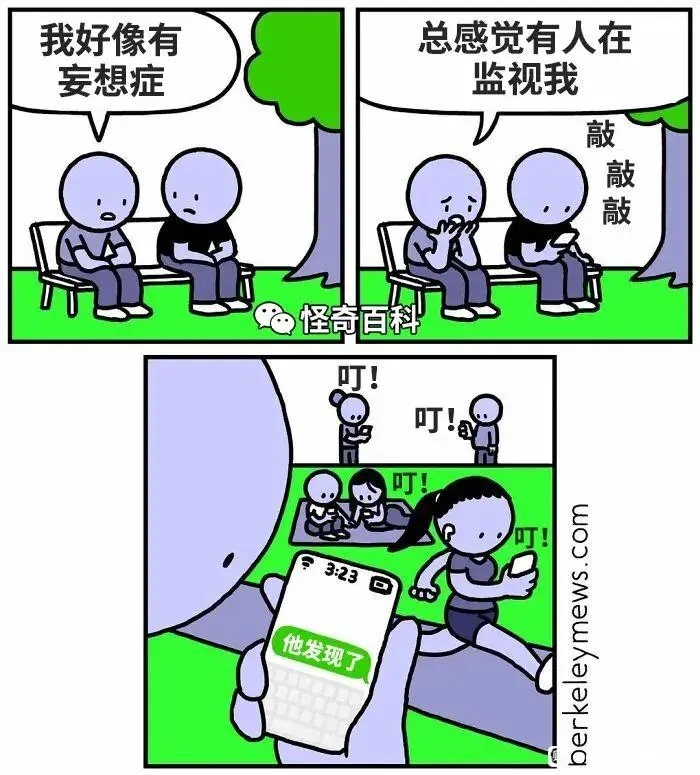 我好像有
妄想症
总感觉有人在
监视我
敲
敲
敲
怪奇百科
叮!
叮!
叮!
叮!
3:23
他发现了
berkeleymews.com